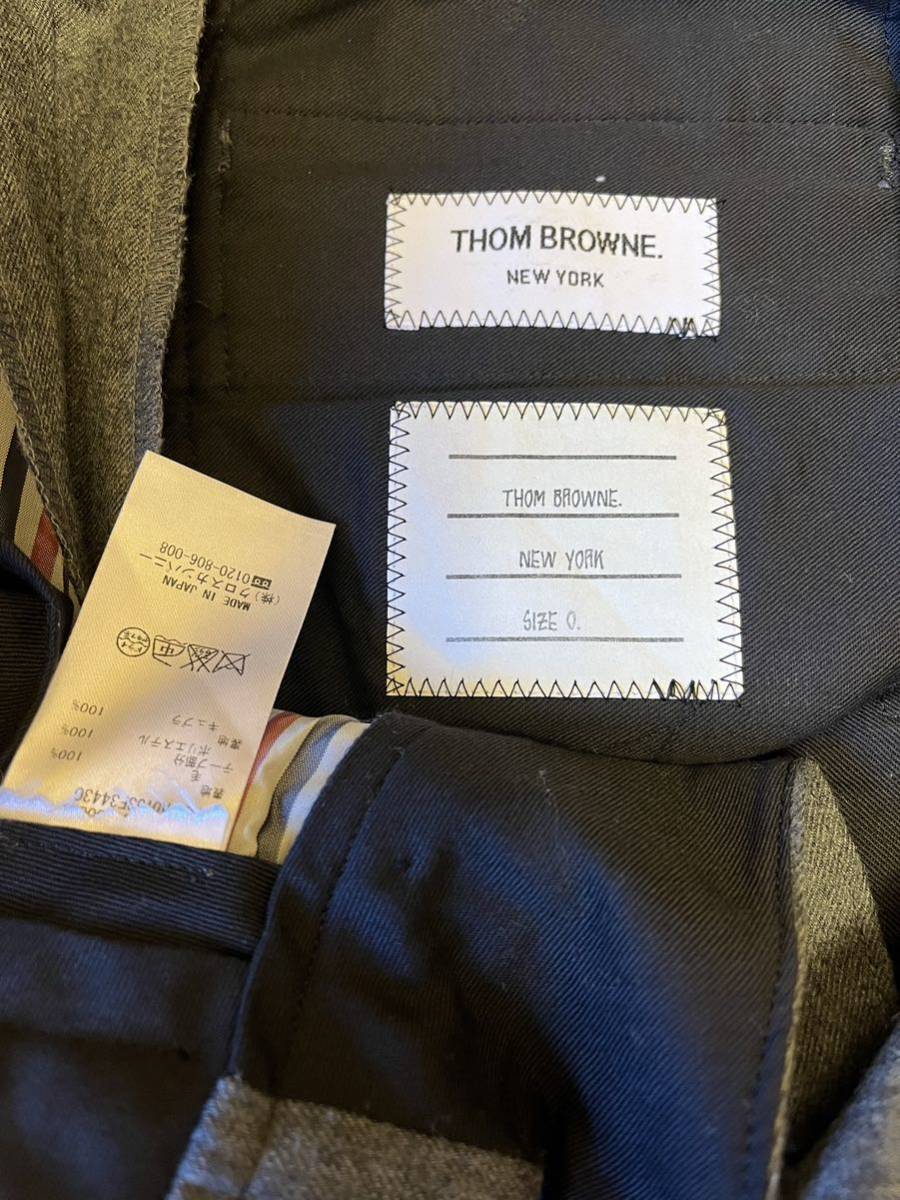 THOM BROWNE.
NEW YORK
THOM BROWNE.
NEW YORK
SIZE 0.
表地
毛 100%
テープ部分
ポリエステル 100%
裏地
キュプラ 100%
MADE IN JAPAN
(株)クロスカンパニー
0120-806-008